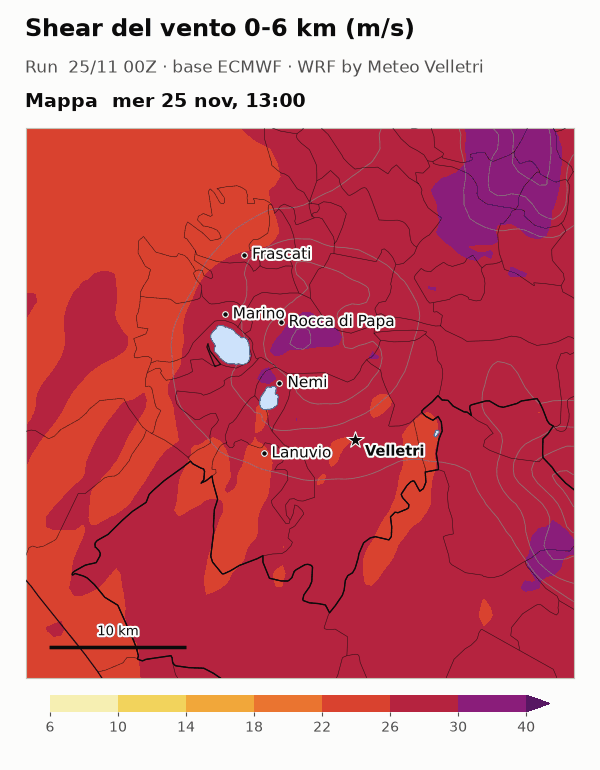 Shear del vento 0-6 km (m/s)
Run  25/11 00Z · base ECMWF · WRF by Meteo Velletri
Mappa  mer 25 nov, 13:00
Frascati
Marino
Rocca di Papa
Nemi
Velletri
Lanuvio
10 km
6 10 14 18 22 26 30 40